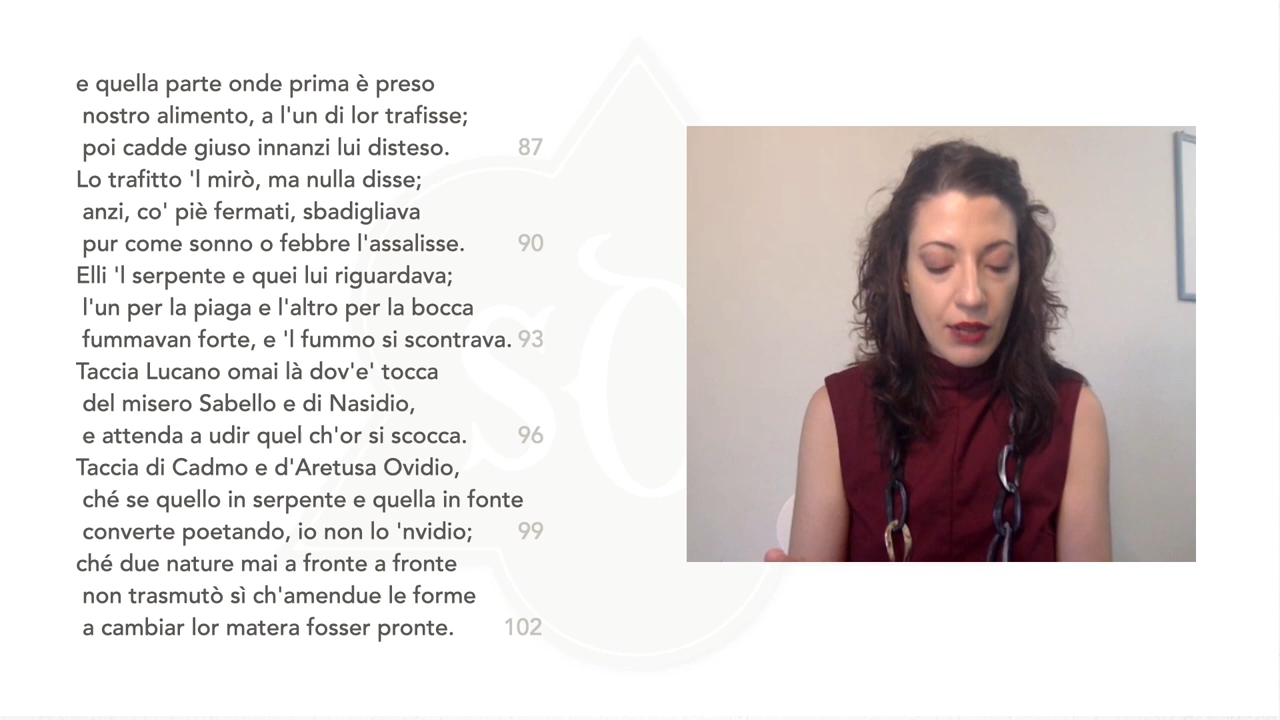 e quella parte onde prima è preso
nostro alimento, a l'un di lor trafisse;
poi cadde giuso innanzi lui disteso. 87
Lo trafitto 'l mirò, ma nulla disse;
anzi, co' piè fermati, sbadigliava
pur come sonno o febbre l'assalisse. 90
Elli 'l serpente e quei lui riguardava;
l'un per la piaga e l'altro per la bocca
fummavan forte, e 'l fummo si scontrava. 93
Taccia Lucano omai là dov'e' tocca
del misero Sabello e di Nasidio,
e attenda a udir quel ch'or si scocca. 96
Taccia di Cadmo e d'Aretusa Ovidio,
ché se quello in serpente e quella in fonte
converte poetando, io non lo 'nvidio; 99
ché due nature mai a fronte a fronte
non trasmutò sì ch'amendue le forme
a cambiar lor matera fosser pronte. 102